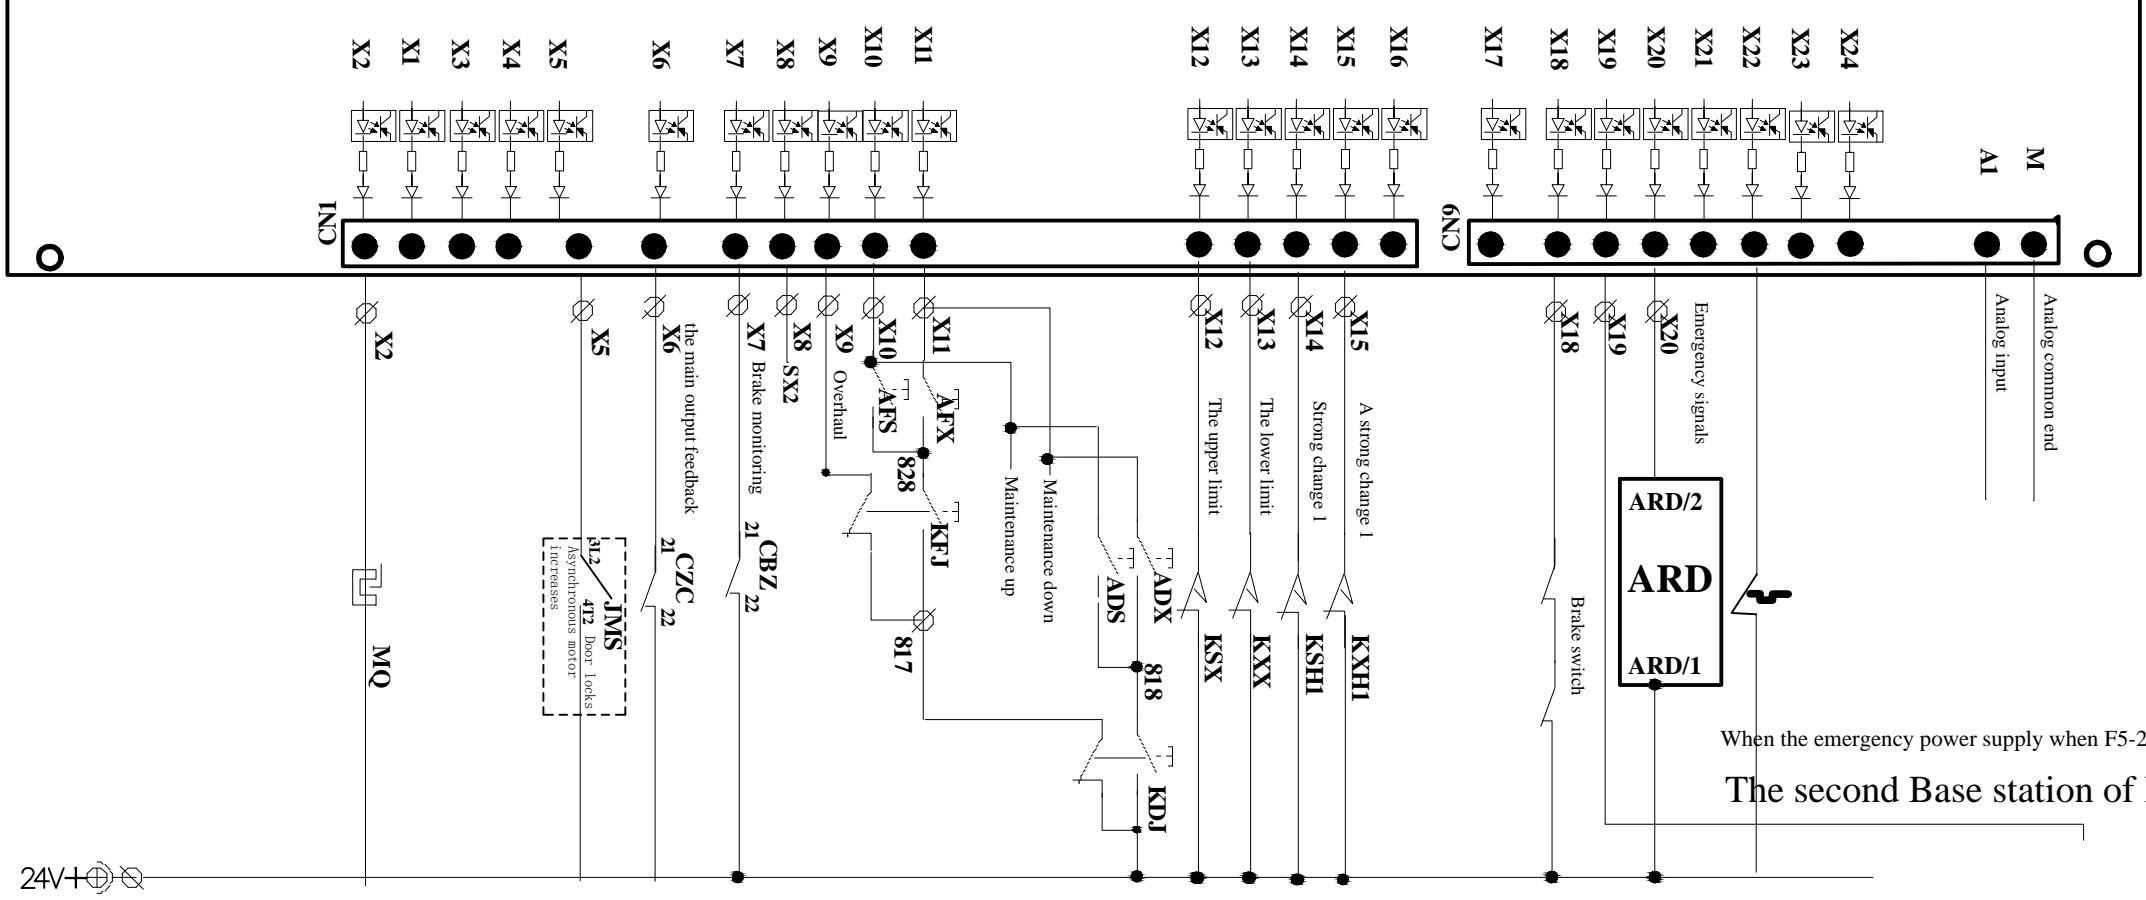 X2
X1
X3
X4
X5
X6
X7
X8
X9
X10
X11
X12
X13
X14
X15
X16
X17
X18
X19
X20
X21
X22
X23
X24
A1
M
CN1
CN9
X2
X5
X6
the main output feedback
X7
Brake monitoring
X8
SX2
X9
Overhaul
X10
X11
AFS
AFX
828
KFJ
817
Maintenance up
Maintenance down
ADS
ADX
818
KDJ
X12
The upper limit
X13
The lower limit
X14
Strong change 1
X15
A strong change 1
KSX
KXX
KSH1
KXH1
X18
X19
X20
Emergency signals
Analog input
Analog common end
MQ
3L2
JMS
4T2 Door locks
Asynchronous motor
increases
21
CZC
22
21
CBZ
22
Brake switch
ARD/2
ARD
ARD/1
When the emergency power supply when F5-2
The second Base station of
24V+